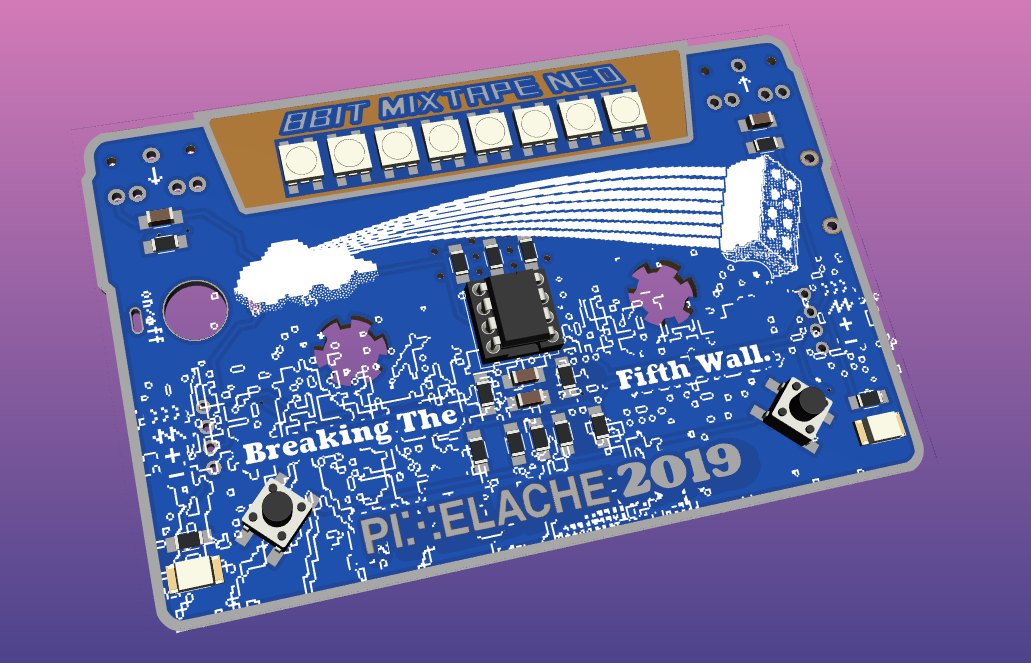 8BIT MIXTAPE NEO
Breaking The
Fifth Wall.
PI∵:ELACHE 2019